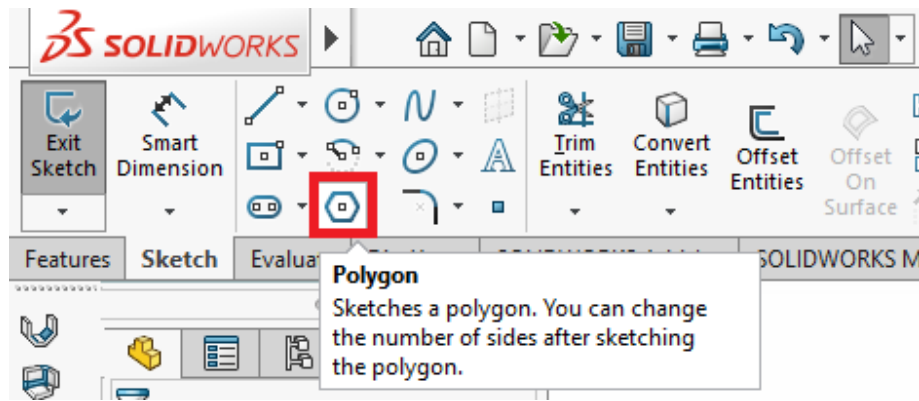 SOLIDWORKS
Exit
Sketch
Smart
Dimension
Trim
Entities
Convert
Entities
Offset
Entities
Offset
On
Surface
Features
Sketch
SOLIDWORKS M
Polygon
Sketches a polygon. You can change
the number of sides after sketching
the polygon.